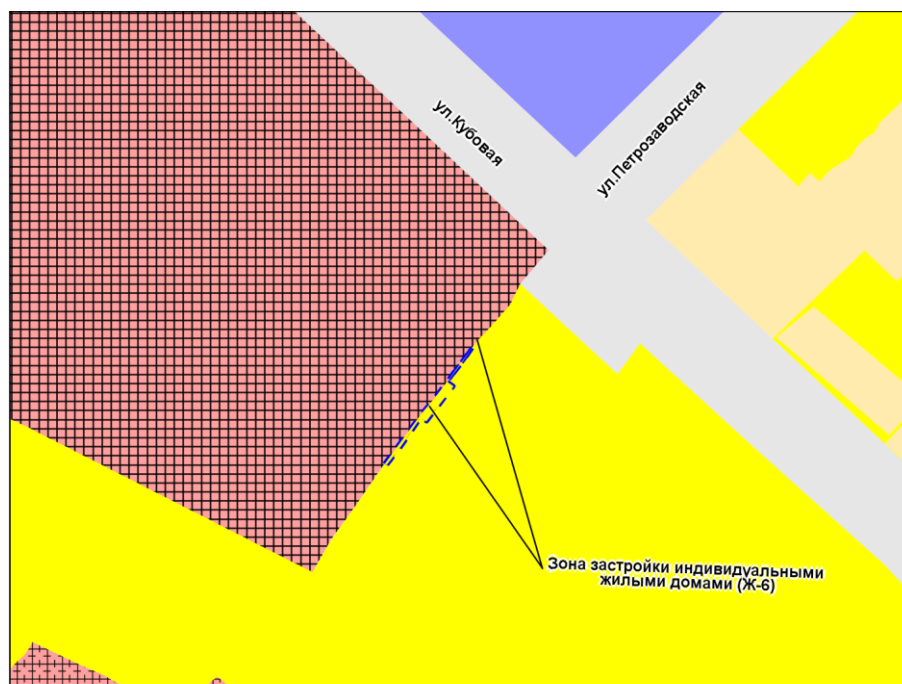 ул.Кубовая
ул.Петрозаводская
Зона застройки индивидуальными
жилыми домами (Ж-6)